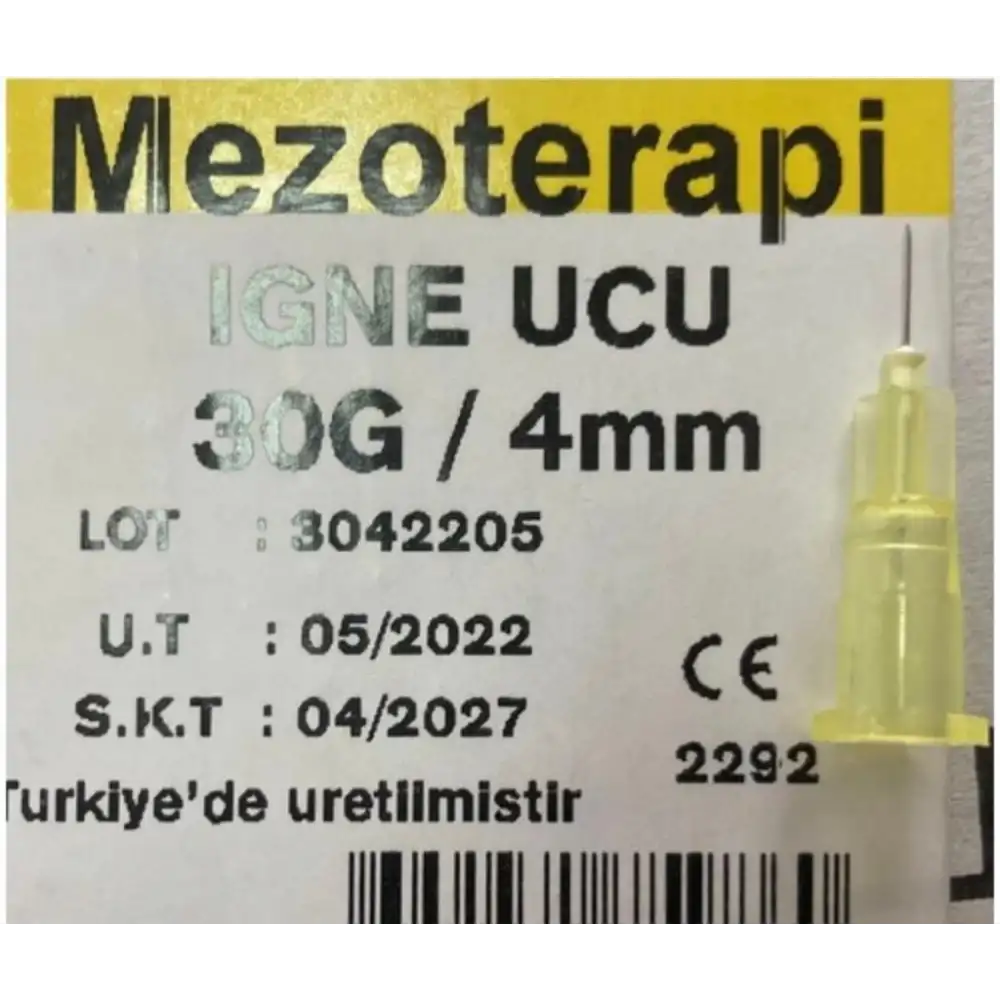 Mezoterapi
IGNE UCU
30G / 4mm
LOT : 3042205
U.T : 05/2022
S.K.T : 04/2027
CE
2292
Turkiye'de uretilmistir